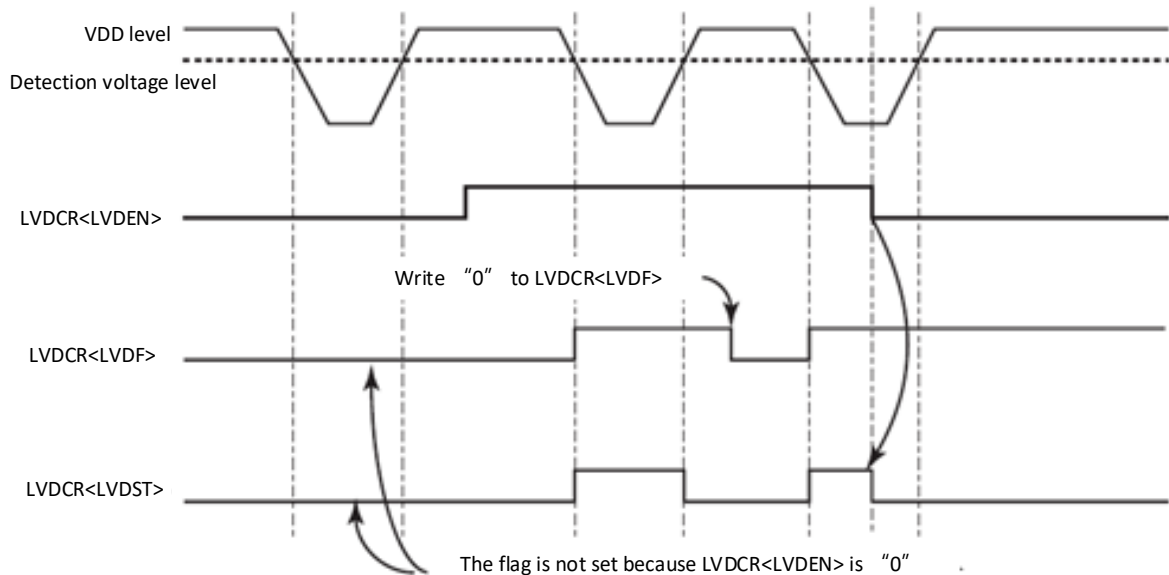 VDD level
Detection voltage level
LVDCR<LVDEN>
Write “0” to LVDCR<LVDF>
LVDCR<LVDF>
LVDCR<LVDST>
The flag is not set because LVDCR<LVDEN> is “0” .